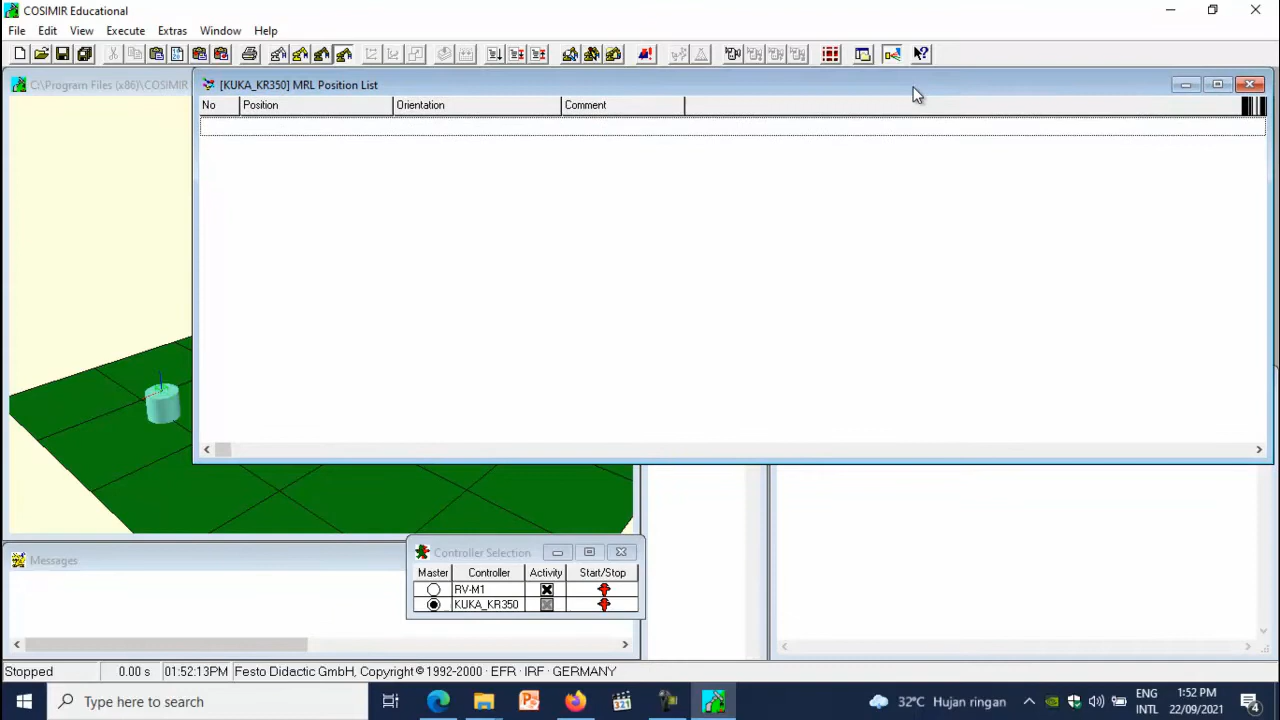 COSIMIR Educational
File Edit View Execute Extras Window Help
C:\Program Files (x86)\COSIMIR
[KUKA_KR350] MRL Position List
No Position Orientation Comment
Messages
Controller Selection
Master Controller Activity Start/Stop
RV-M1
KUKA_KR350
Stopped 0.00 s 01:52:13PM Festo Didactic GmbH, Copyright © 1992-2000 · EFR · IRF · GERMANY
Type here to search
321
32°C Hujan ringan
ENG
INTL
1:52 PM
22/09/2021
4